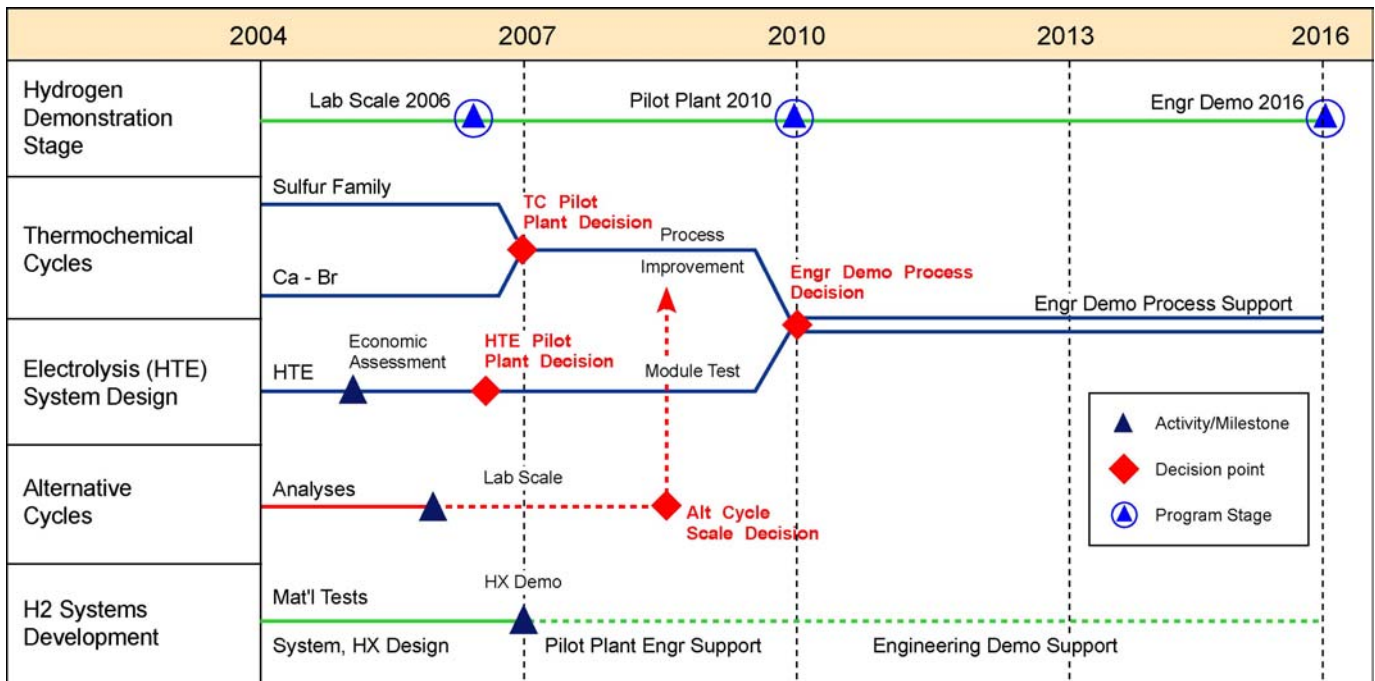 2004 2007 2010 2013 2016
Hydrogen
Demonstration
Stage
Lab Scale 2006
Pilot Plant 2010
Engr Demo 2016
Thermochemical
Cycles
Sulfur Family
Ca - Br
TC Pilot
Plant Decision
Process
Improvement
Engr Demo Process
Decision
Engr Demo Process Support
Electrolysis (HTE)
System Design
HTE
Economic
Assessment
HTE Pilot
Plant Decision
Module Test
Alternative
Cycles
Analyses
Lab Scale
Alt Cycle
Scale Decision
Activity/Milestone
Decision point
Program Stage
H2 Systems
Development
Mat'l Tests
HX Demo
System, HX Design
Pilot Plant Engr Support
Engineering Demo Support